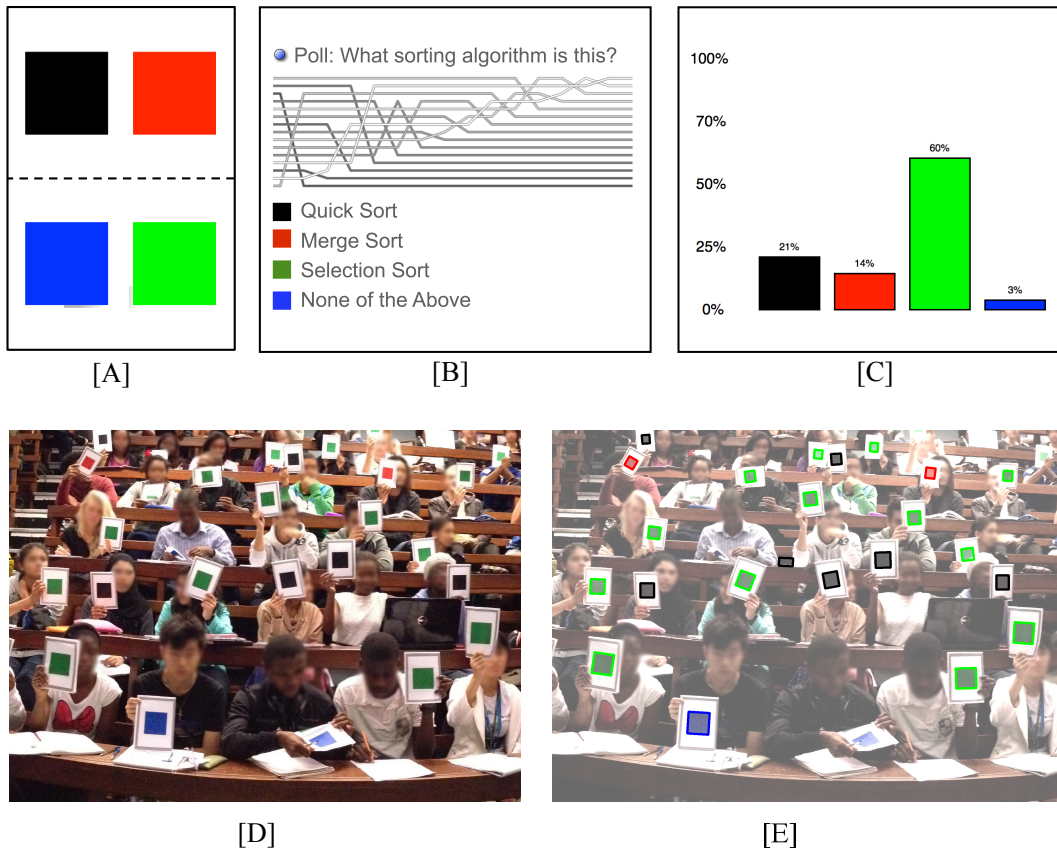 Poll: What sorting algorithm is this?
Quick Sort
Merge Sort
Selection Sort
None of the Above
100%
70%
50%
25%
0%
21%
14%
60%
3%
[A]
[B]
[C]
[D]
[E]